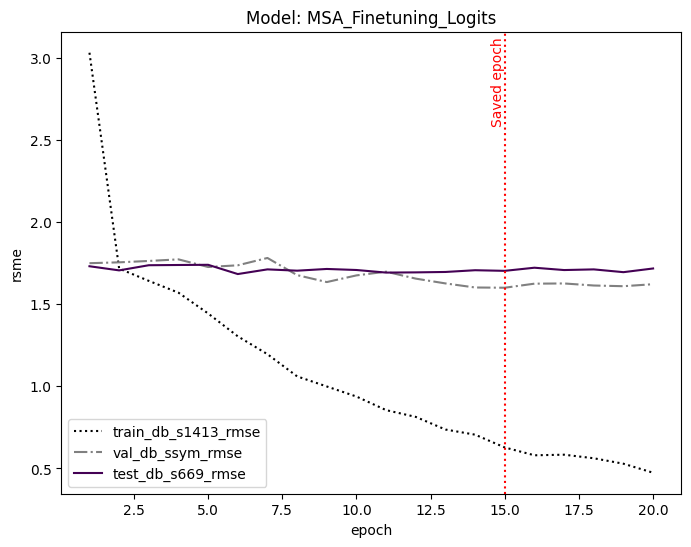 Model: MSA_Finetuning_Logits
3.0
2.5
2.0
1.5
1.0
0.5
rsme
Saved epoch
train_db_s1413_rmse
val_db_ssym_rmse
test_db_s669_rmse
2.5 5.0 7.5 10.0 12.5 15.0 17.5 20.0
epoch